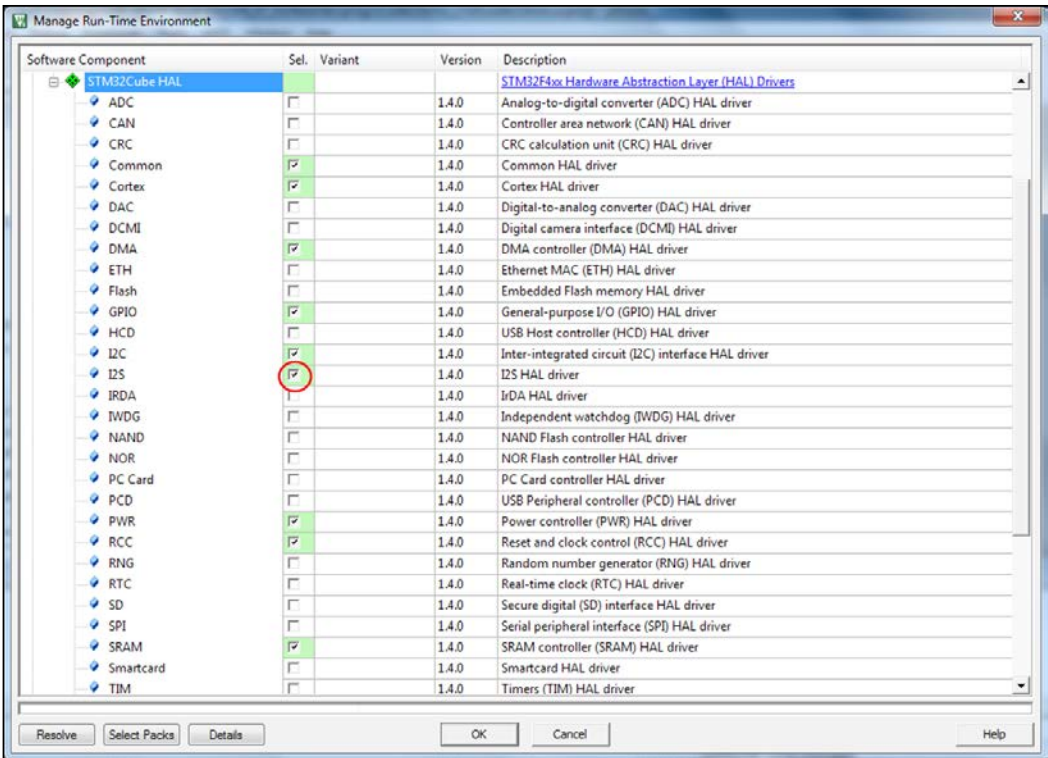 Manage Run-Time Environment
Software Component Sel. Variant Version Description
STM32Cube HAL STM32F4xx Hardware Abstraction Layer (HAL) Drivers
ADC 1.4.0 Analog-to-digital converter (ADC) HAL driver
CAN 1.4.0 Controller area network (CAN) HAL driver
CRC 1.4.0 CRC calculation unit (CRC) HAL driver
Common 1.4.0 Common HAL driver
Cortex 1.4.0 Cortex HAL driver
DAC 1.4.0 Digital-to-analog converter (DAC) HAL driver
DCMI 1.4.0 Digital camera interface (DCMI) HAL driver
DMA 1.4.0 DMA controller (DMA) HAL driver
ETH 1.4.0 Ethernet MAC (ETH) HAL driver
Flash 1.4.0 Embedded Flash memory HAL driver
GPIO 1.4.0 General-purpose I/O (GPIO) HAL driver
HCD 1.4.0 USB Host controller (HCD) HAL driver
I2C 1.4.0 Inter-integrated circuit (I2C) interface HAL driver
I2S 1.4.0 I2S HAL driver
IRDA 1.4.0 IrDA HAL driver
IWDG 1.4.0 Independent watchdog (IWDG) HAL driver
NAND 1.4.0 NAND Flash controller HAL driver
NOR 1.4.0 NOR Flash controller HAL driver
PC Card 1.4.0 PC Card controller HAL driver
PCD 1.4.0 USB Peripheral controller (PCD) HAL driver
PWR 1.4.0 Power controller (PWR) HAL driver
RCC 1.4.0 Reset and clock control (RCC) HAL driver
RNG 1.4.0 Random number generator (RNG) HAL driver
RTC 1.4.0 Real-time clock (RTC) HAL driver
SD 1.4.0 Secure digital (SD) interface HAL driver
SPI 1.4.0 Serial peripheral interface (SPI) HAL driver
SRAM 1.4.0 SRAM controller (SRAM) HAL driver
Smartcard 1.4.0 Smartcard HAL driver
TIM 1.4.0 Timers (TIM) HAL driver
Resolve Select Packs Details OK Cancel Help